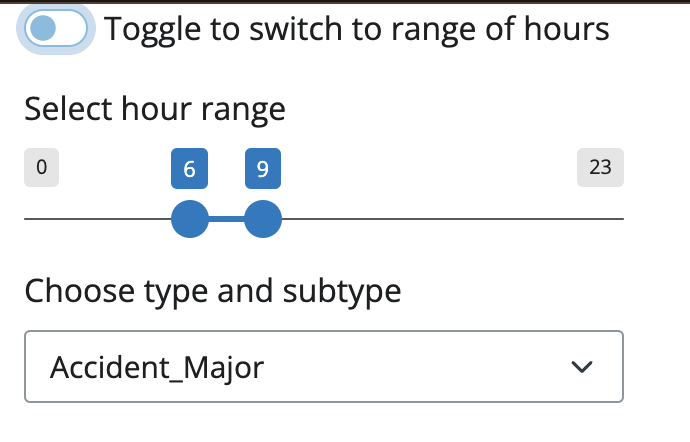 Toggle to switch to range of hours
Select hour range
0 6 9 23
Choose type and subtype
Accident_Major